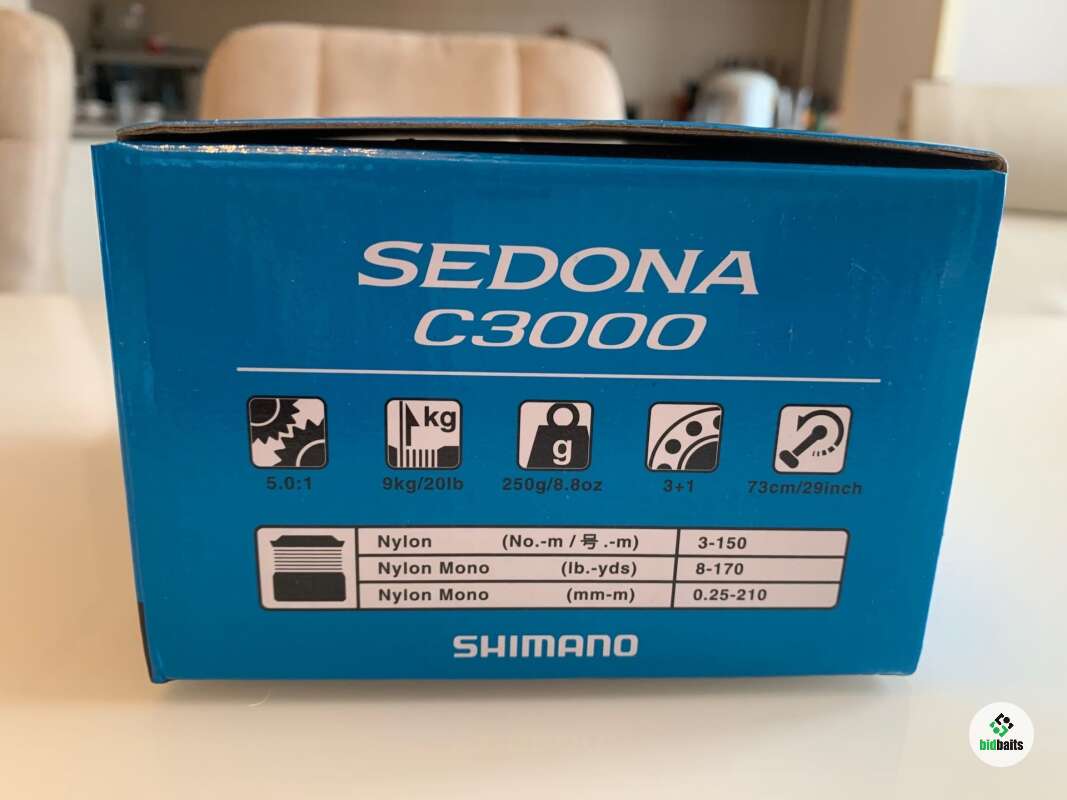 SEDONA
C3000
kg
g
5.0:1 9kg/20lb 250g/8.8oz 3+1 73cm/29inch
Nylon (No.-m / 号.-m) 3-150
Nylon Mono (lb.-yds) 8-170
Nylon Mono (mm-m) 0.25-210
SHIMANO
bidbaits